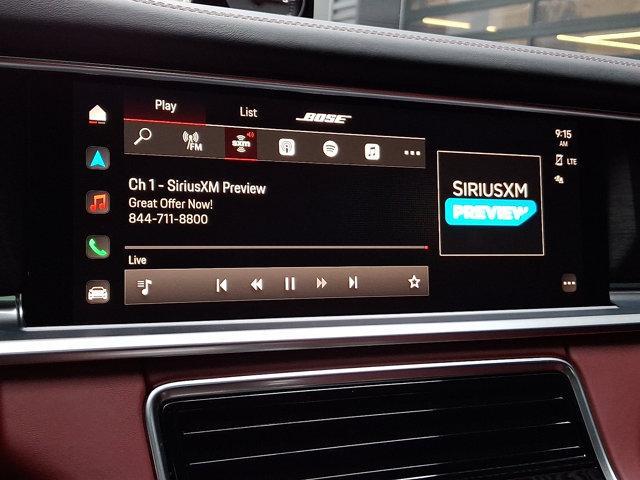 Play
List
BOSE
FM
sxm
9:15
AM
LTE
Ch 1 - SiriusXM Preview
Great Offer Now!
844-711-8800
SIRIUSXM
PREVIEW
Live